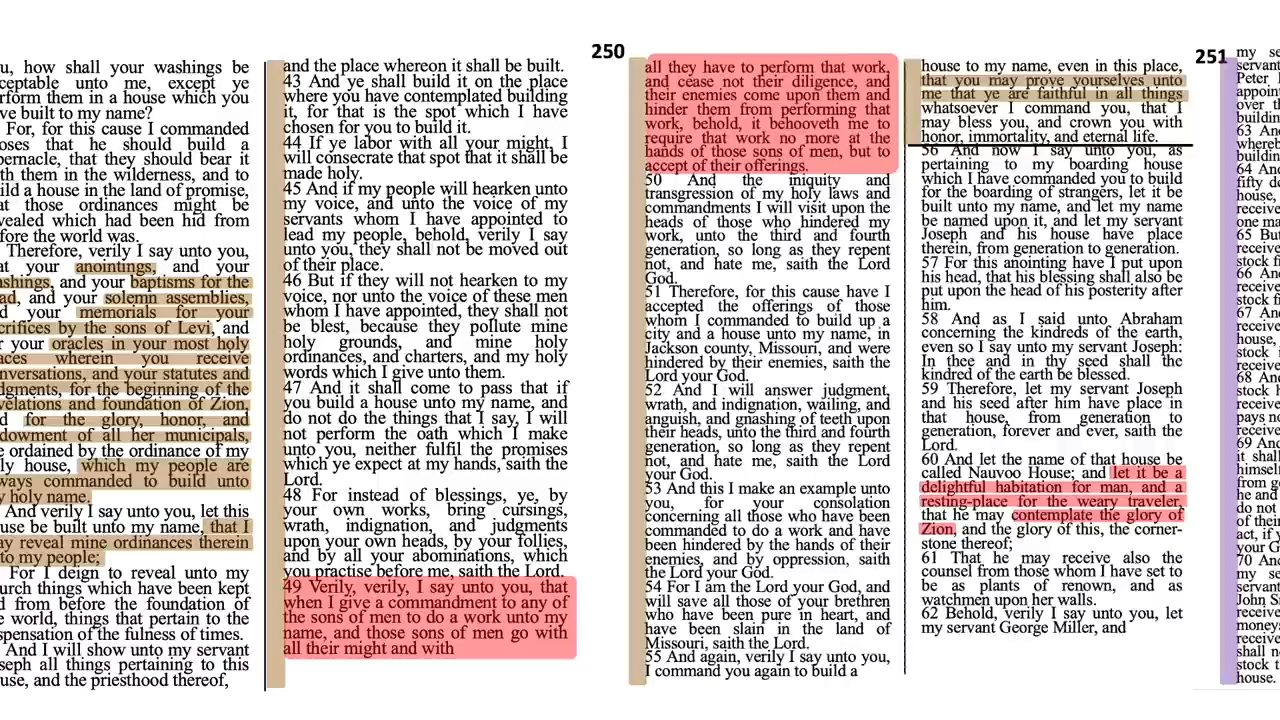 how shall your washings be
unto me, except ye
them in a house which you
built to my name?
For, for this cause I commanded
that he should build a
that they should bear it
them in the wilderness, and to
a house in the land of promise,
those ordinances might be
which had been hid from
the world was.
Therefore, verily I say unto you,
your anointings, and your
and your baptisms for the
and your solemn assemblies,
your memorials for your
by the sons of Levi, and
your oracles in your most holy
wherein you receive
and your statutes and
for the beginning of the
and foundation of Zion,
for the glory, honor, and
of all her municipals,
ordained by the ordinance of my
house, which my people are
commanded to build unto
holy name.
And verily I say unto you, let this
be built unto my name, that I
reveal mine ordinances therein
my people;
For I deign to reveal unto my
things which have been kept
from before the foundation of
world, things that pertain to the
of the fulness of times.
And I will show unto my servant
all things pertaining to this
and the priesthood thereof,
and the place whereon it shall be built.
43 And ye shall build it on the place
where you have contemplated building
it, for that is the spot which I have
chosen for you to build it.
44 If ye labor with all your might, I
will consecrate that spot that it shall be
made holy.
45 And if my people will hearken unto
my voice, and unto the voice of my
servants whom I have appointed to
lead my people, behold, verily I say
unto you, they shall not be moved out
of their place.
46 But if they will not hearken to my
voice, nor unto the voice of these men
whom I have appointed, they shall not
be blest, because they pollute mine
holy grounds, and mine holy
ordinances, and charters, and my holy
words which I give unto them.
47 And it shall come to pass that if
you build a house unto my name, and
do not do the things that I say, I will
not perform the oath which I make
unto you, neither fulfil the promises
which ye expect at my hands, saith the
Lord.
48 For instead of blessings, ye, by
your own works, bring cursings,
wrath, indignation, and judgments
upon your own heads, by your follies,
and by all your abominations, which
you practise before me, saith the Lord.
49 Verily, verily, I say unto you, that
when I give a commandment to any of
the sons of men to do a work unto my
name, and those sons of men go with
all their might and with
250
all they have to perform that work,
and cease not their diligence, and
their enemies come upon them and
hinder them from performing that
work, behold, it behooveth me to
require that work no more at the
hands of those sons of men, but to
accept of their offerings.
50 And the iniquity and
transgression of my holy laws and
commandments I will visit upon the
heads of those who hindered my
work, unto the third and fourth
generation, so long as they repent
not, and hate me, saith the Lord
God.
51 Therefore, for this cause have I
accepted the offerings of those
whom I commanded to build up a
city and a house unto my name, in
Jackson county, Missouri, and were
hindered by their enemies, saith the
Lord your God.
52 And I will answer judgment,
wrath, and indignation, wailing, and
anguish, and gnashing of teeth upon
their heads, unto the third and fourth
generation, so long as they repent
not, and hate me, saith the Lord
your God.
53 And this I make an example unto
you, for your consolation
concerning all those who have been
commanded to do a work and have
been hindered by the hands of their
enemies, and by oppression, saith
the Lord your God.
54 For I am the Lord your God, and
will save all those of your brethren
who have been pure in heart, and
have been slain in the land of
Missouri, saith the Lord.
55 And again, verily I say unto you,
I command you again to build a
house to my name, even in this place,
that you may prove yourselves unto
me that ye are faithful in all things
whatsoever I command you, that I
may bless you, and crown you with
honor, immortality, and eternal life.
56 And now I say unto you, as
pertaining to my boarding house
which I have commanded you to build
for the boarding of strangers, let it be
built unto my name, and let my name
be named upon it, and let my servant
Joseph and his house have place
therein, from generation to generation.
57 For this anointing have I put upon
his head, that his blessing shall also be
put upon the head of his posterity after
him.
58 And as I said unto Abraham
concerning the kindreds of the earth,
even so I say unto my servant Joseph:
In thee and in thy seed shall the
kindred of the earth be blessed.
59 Therefore, let my servant Joseph
and his seed after him have place in
that house, from generation to
generation, forever and ever, saith the
Lord.
60 And let the name of that house be
called Nauvoo House; and let it be a
delightful habitation for man, and a
resting-place for the weary traveler,
that he may contemplate the glory of
Zion, and the glory of this, the corner-
stone thereof;
61 That he may receive also the
counsel from those whom I have set to
be as plants of renown, and as
watchmen upon her walls.
62 Behold, verily I say unto you, let
my servant George Miller, and
251
my
Peter
over
63
64
house,
65 But
66
67
68
69
it shall
he and
do not
of their
act, if
your
70
my
John
shall
stock
house.